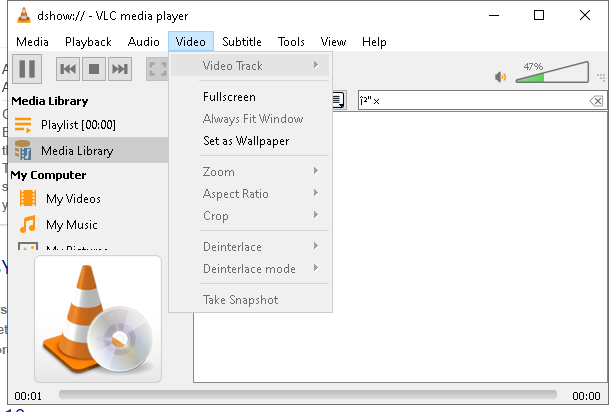 dshow:// - VLC media player
Media Playback Audio Video Subtitle Tools View Help
Video Track
47%
Media Library
Fullscreen
î²"x
Playlist [00:00]
Always Fit Window
Media Library
Set as Wallpaper
My Computer
Zoom
My Videos
Aspect Ratio
My Music
Crop
My Pictures
Deinterlace
Deinterlace mode
Take Snapshot
00:01 00:00